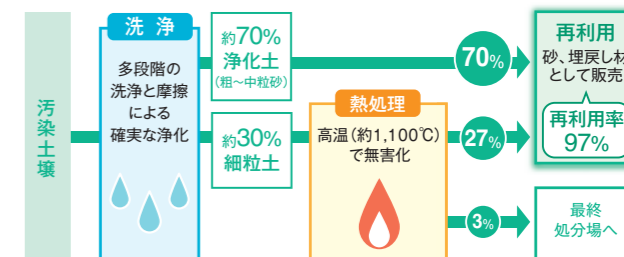 汚染土壌
洗 浄
多段階の
洗浄と摩擦
による
確実な浄化
約70%
浄化土
(粗〜中粒砂)
約30%
細粒土
熱処理
高温(約1,100℃)
で無害化
70%
27%
3%
再利用
砂、埋戻し材
として販売
再利用率
97%
最終
処分場へ